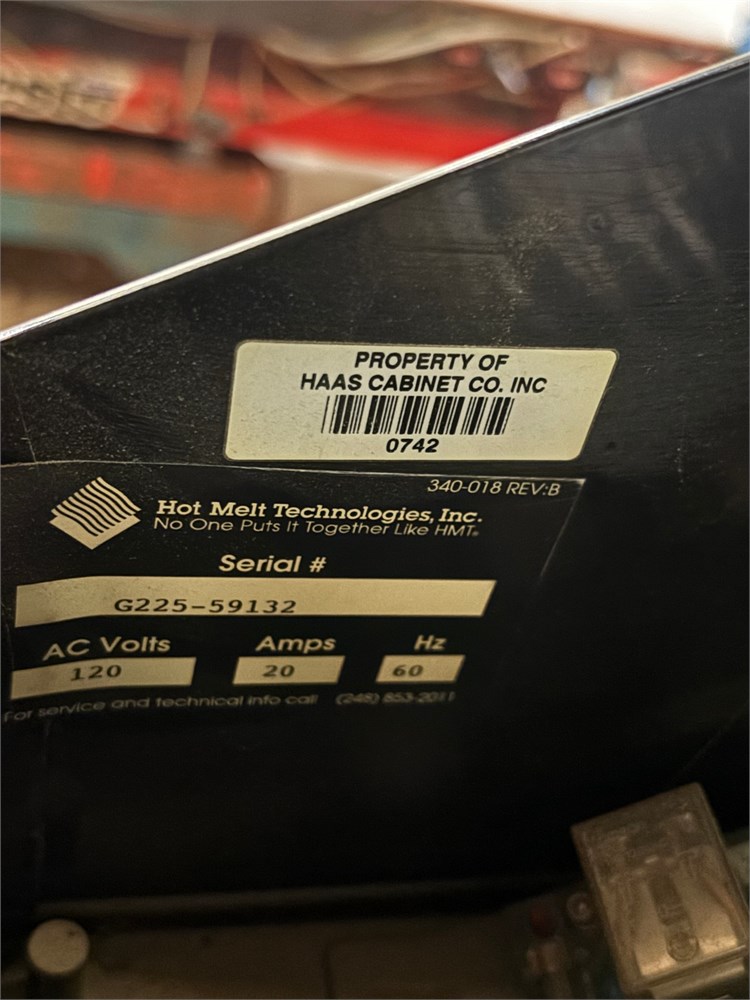 PROPERTY OF
HAAS CABINET CO. INC
0742
340-018 REV:B
Hot Melt Technologies, Inc.
No One Puts It Together Like HMT®
Serial #
G225-59132
AC Volts Amps Hz
120 20 60
For service and technical info call (248) 853-2011